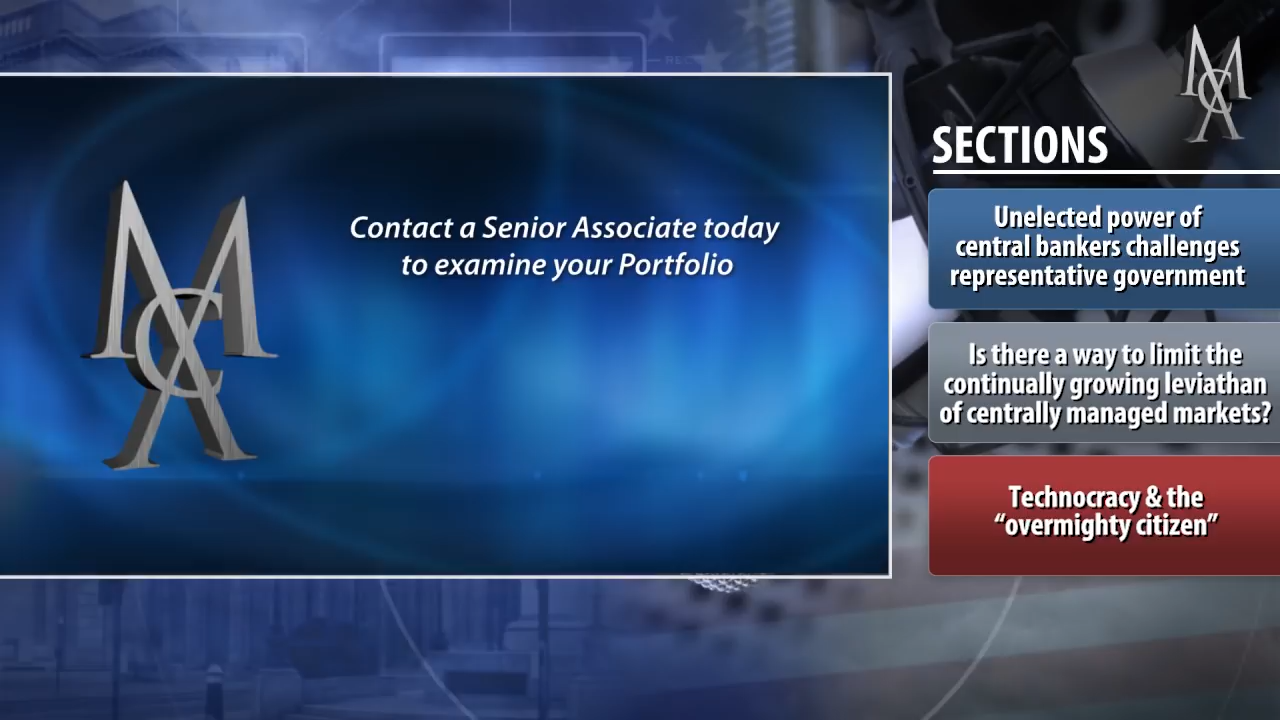 Contact a Senior Associate today
to examine your Portfolio
SECTIONS
Unelected power of
central bankers challenges
representative government
Is there a way to limit the
continually growing leviathan
of centrally managed markets?
Technocracy & the
“overmighty citizen”